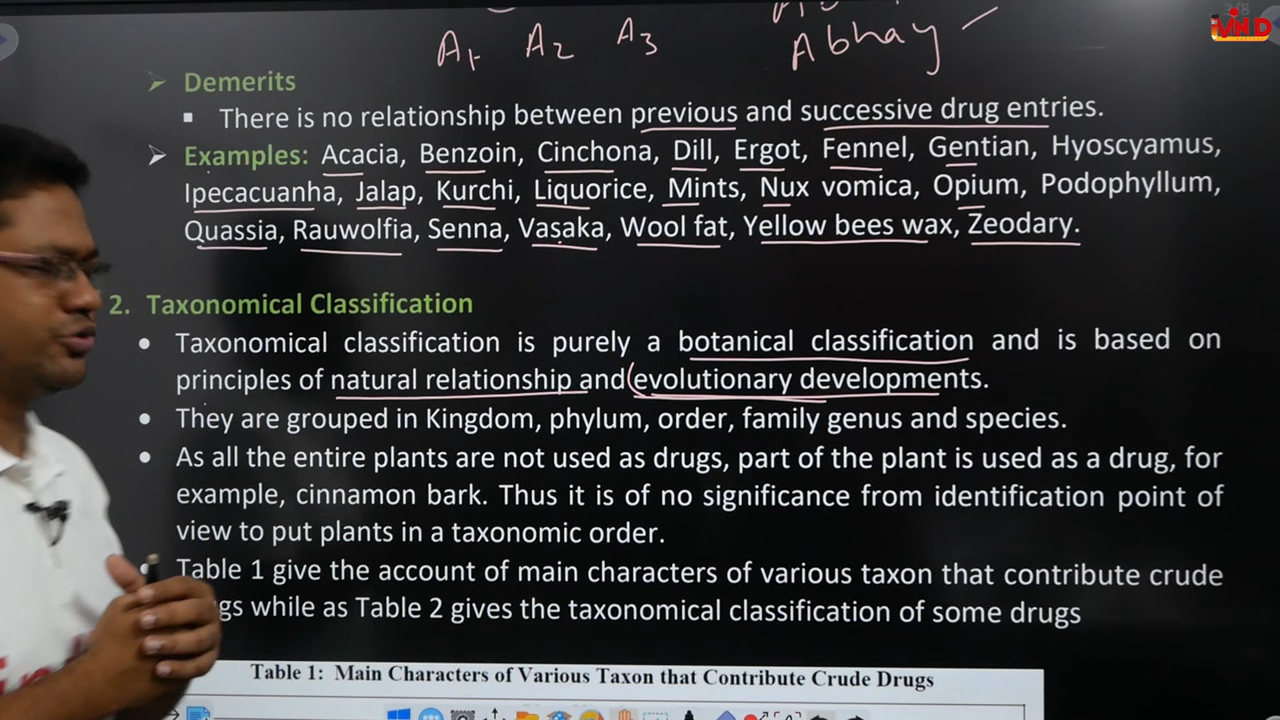 A1 A2 A3 Abhay
3/8
Demerits
There is no relationship between previous and successive drug entries.
Examples: Acacia, Benzoin, Cinchona, Dill, Ergot, Fennel, Gentian, Hyoscyamus,
Ipecacuanha, Jalap, Kurchi, Liquorice, Mints, Nux vomica, Opium, Podophyllum,
Quassia, Rauwolfia, Senna, Vasaka, Wool fat, Yellow bees wax, Zeodary.
2. Taxonomical Classification
• Taxonomical classification is purely a botanical classification and is based on
principles of natural relationship and evolutionary developments.
• They are grouped in Kingdom, phylum, order, family genus and species.
• As all the entire plants are not used as drugs, part of the plant is used as a drug, for
example, cinnamon bark. Thus it is of no significance from identification point of
view to put plants in a taxonomic order.
Table 1 give the account of main characters of various taxon that contribute crude
gs while as Table 2 gives the taxonomical classification of some drugs
Table 1: Main Characters of Various Taxon that Contribute Crude Drugs